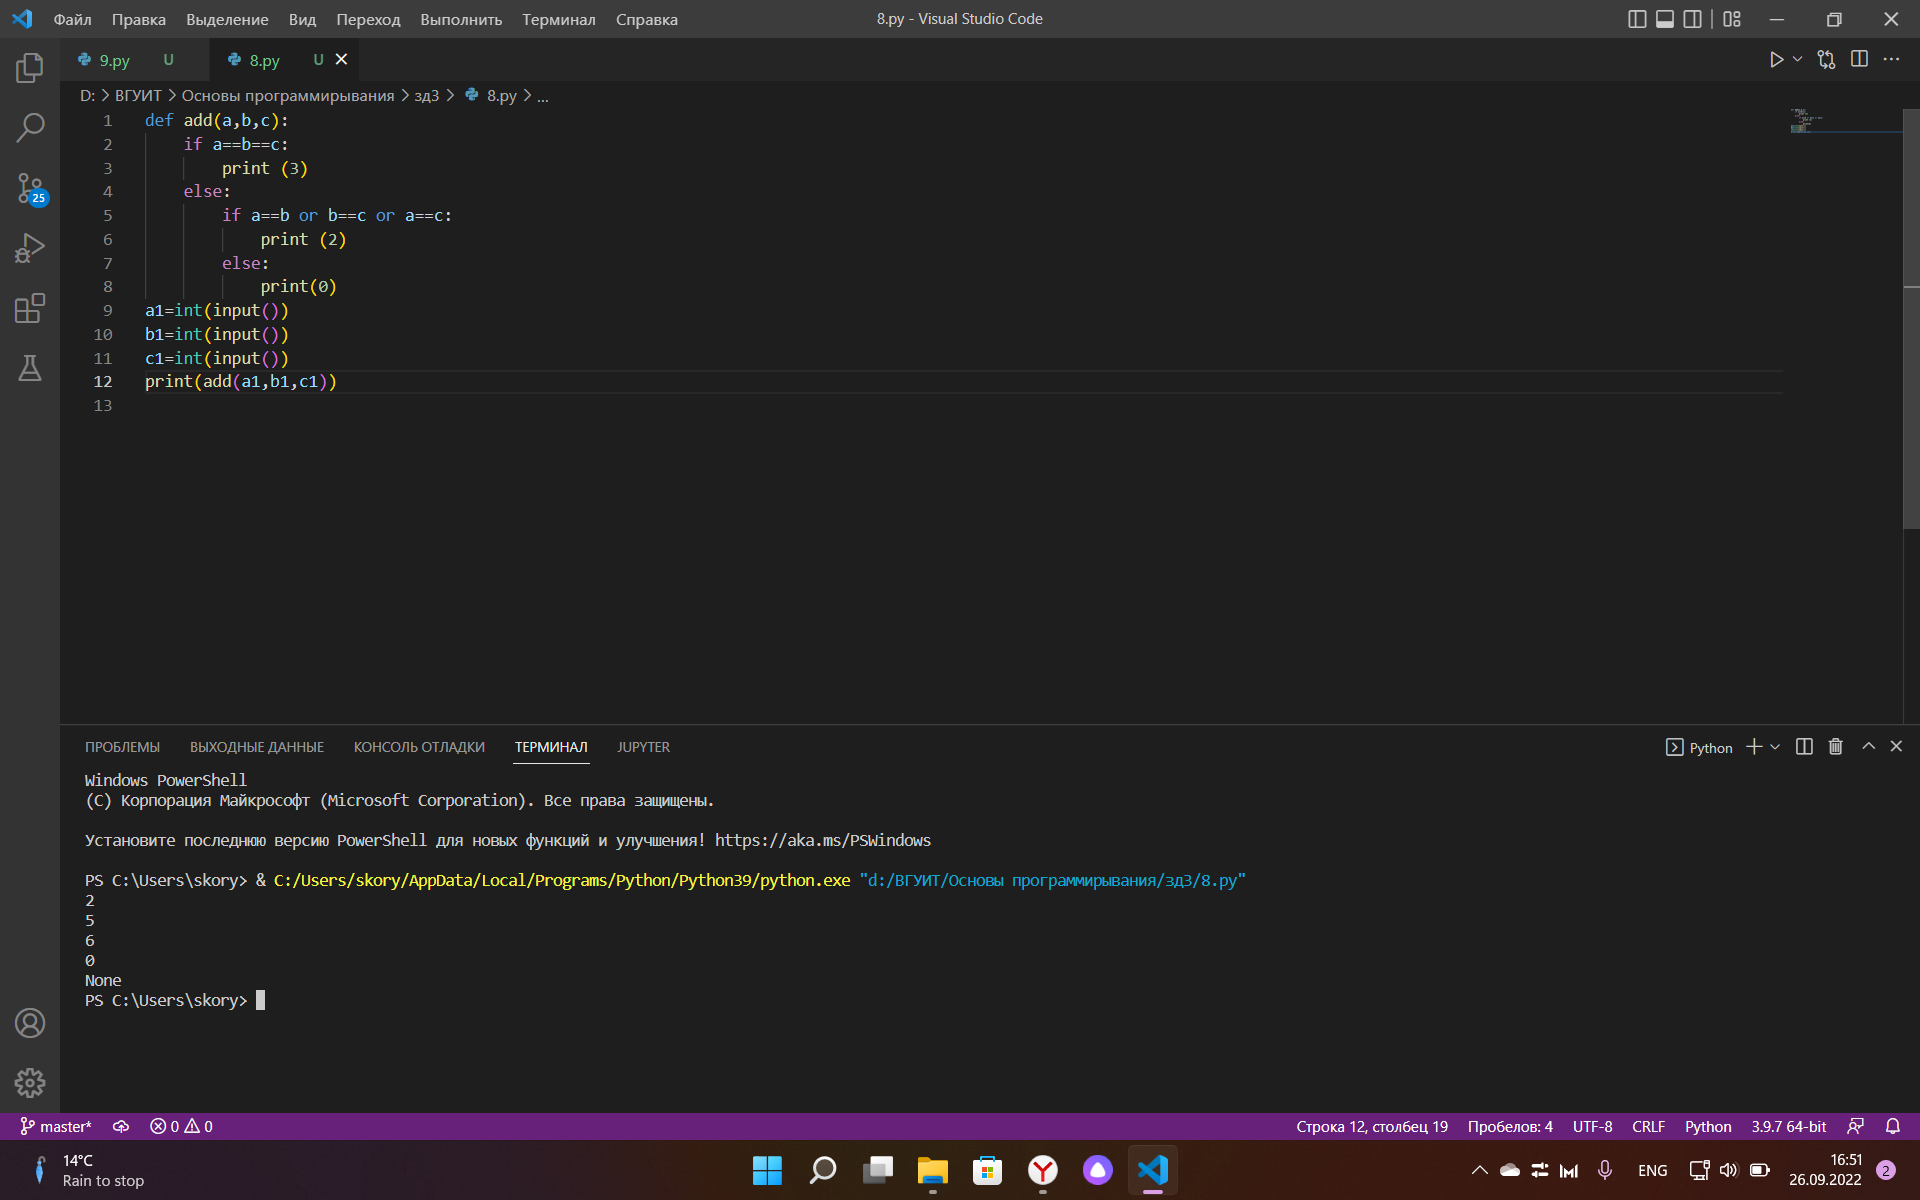 Файл Правка Выделение Вид Переход Выполнить Терминал Справка 8.py - Visual Studio Code
9.py U 8.py U
D: > ВГУИТ > Основы программирывания > зд3 > 8.py > ...
1 def add(a,b,c):
2 if a==b==c:
3 print (3)
4 else:
5 if a==b or b==c or a==c:
6 print (2)
7 else:
8 print(0)
9 a1=int(input())
10 b1=int(input())
11 c1=int(input())
12 print(add(a1,b1,c1))
13
25
ПРОБЛЕМЫ ВЫХОДНЫЕ ДАННЫЕ КОНСОЛЬ ОТЛАДКИ ТЕРМИНАЛ JUPYTER Python
Windows PowerShell
(C) Корпорация Майкрософт (Microsoft Corporation). Все права защищены.
Установите последнюю версию PowerShell для новых функций и улучшения! https://aka.ms/PSWindows
PS C:\Users\skory> & C:/Users/skory/AppData/Local/Programs/Python/Python39/python.exe "d:/ВГУИТ/Основы программирывания/зд3/8.py"
2
5
6
0
None
PS C:\Users\skory>
master* 0 0 Строка 12, столбец 19 Пробелов: 4 UTF-8 CRLF Python 3.9.7 64-bit
14°C
Rain to stop
ENG
16:51
26.09.2022
2